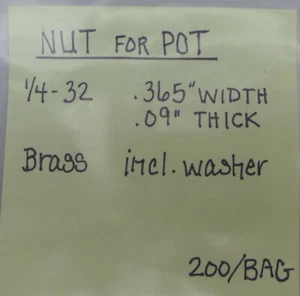 NUT FOR POT
1/4-32 .365" WIDTH
.09" THICK
Brass incl. washer
200/BAG